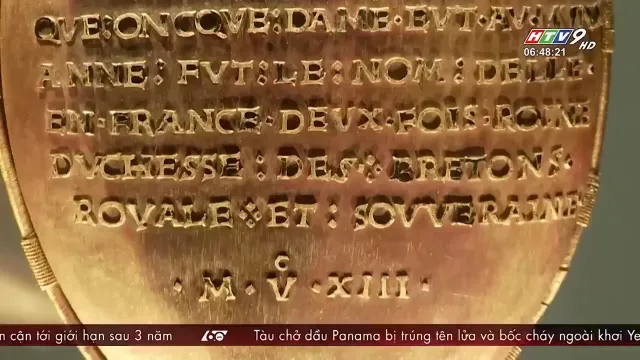 QVE:ONCQVE:DAME·EVT·AV
HTV9 HD
06:48:21
ANNE:FVT:LE·NOM:DELLE·
EN·FRANCE·DEVX·FOIS·ROINE
DVCHESSE:DES:BRETONS·
ROYALE ET:SOVVERAINE
C
·M·V·XIII·
n cận tới giới hạn sau 3 năm 60 Tàu chở dầu Panama bị trúng tên lửa và bốc cháy ngoài khơi Ye